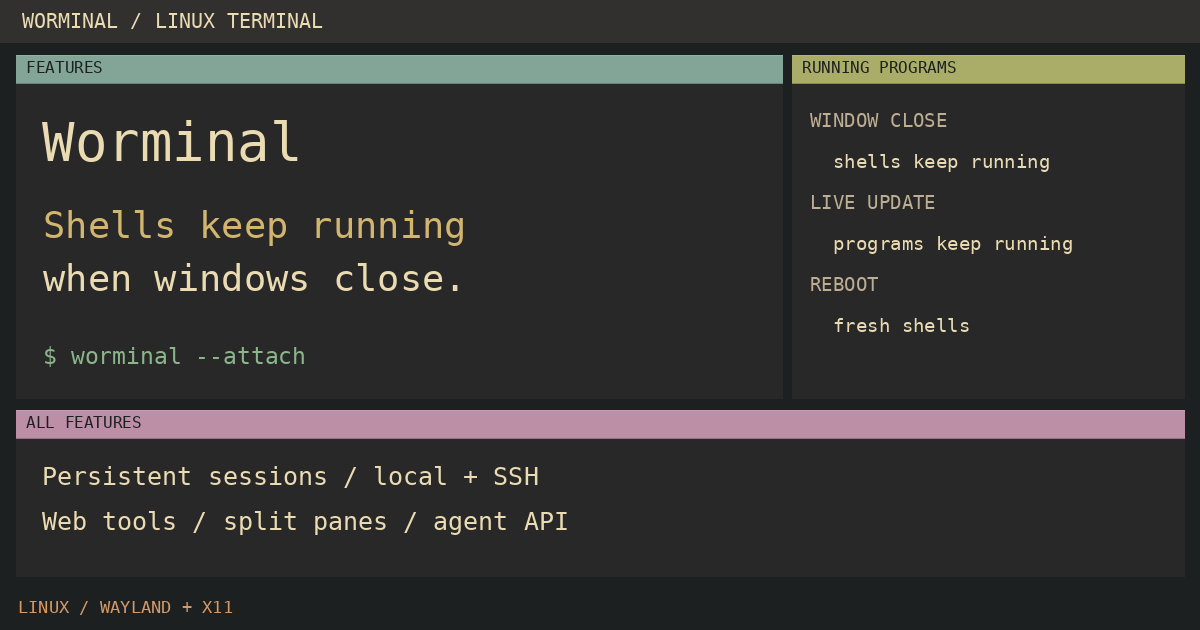 WORMINAL / LINUX TERMINAL
FEATURES
Worminal
Shells keep running
when windows close.
$ worminal --attach
RUNNING PROGRAMS
WINDOW CLOSE
shells keep running
LIVE UPDATE
programs keep running
REBOOT
fresh shells
ALL FEATURES
Persistent sessions / local + SSH
Web tools / split panes / agent API
LINUX / WAYLAND + X11